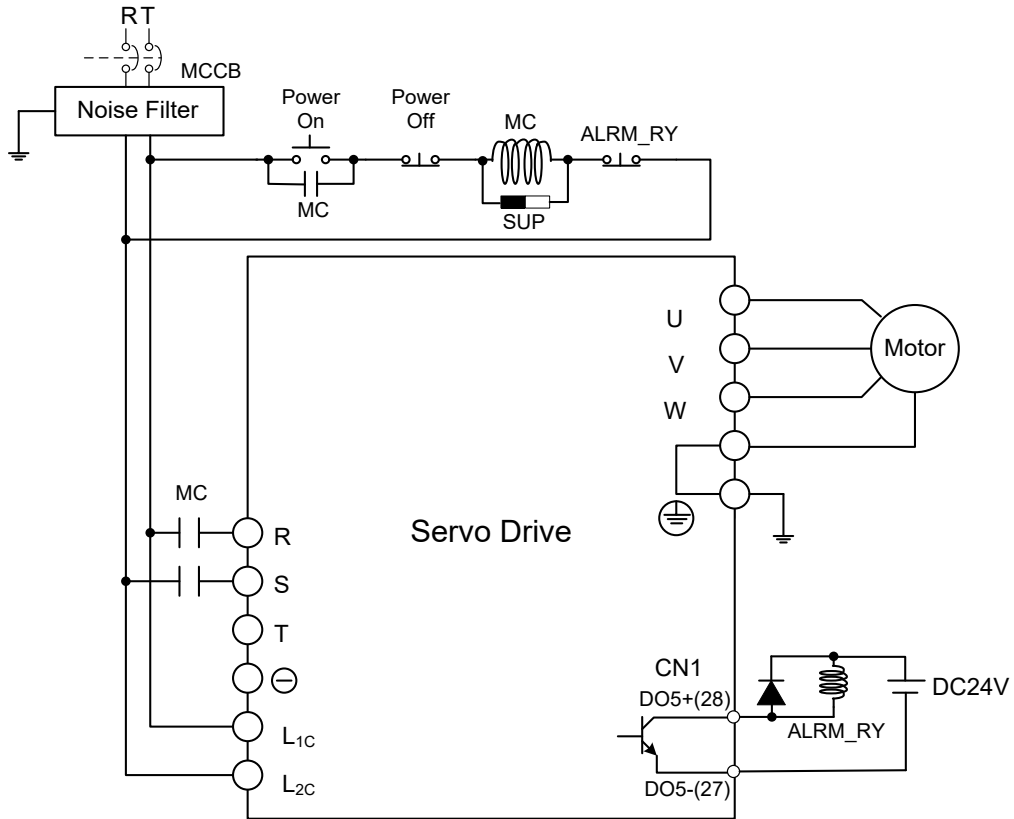 R T
MCCB
Noise Filter
Power
On
Power
Off
MC
ALRM_RY
MC
SUP
U
V
W
Motor
MC
R
S
T
L1C
L2C
Servo Drive
CN1
DO5+(28)
DO5-(27)
ALRM_RY
DC24V